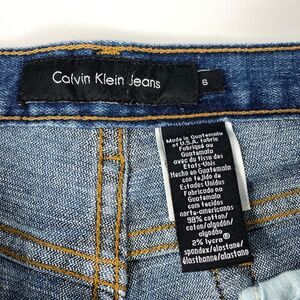 Calvin Klein Jeans
6
Made in Guatemala
of U.S.A. fabric
Fabriqué au
Guatemala
avec du tissu des
États-Unis
Hecho en Guatemala
con tejido de
Estados Unidos
Fabricado no
Guatemala
com tecidos
norte-americanos
98% cotton/
coton/algodón/
algodão
2% lycra®
spandex/elastano/
élasthanne/elastano